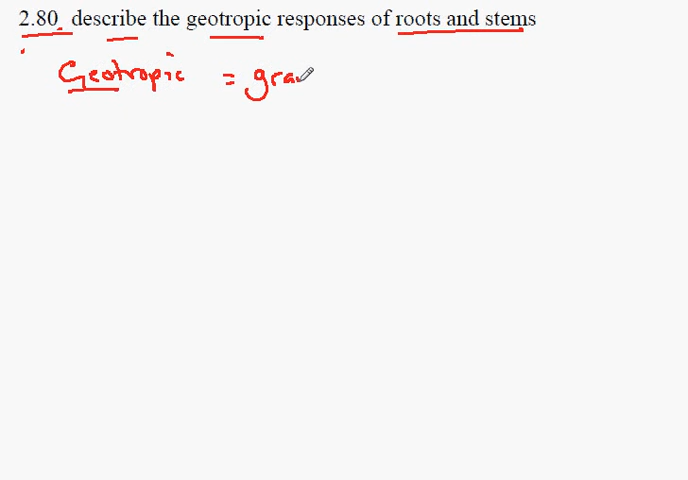 2.80 describe the geotropic responses of roots and stems
Geotropic = gra